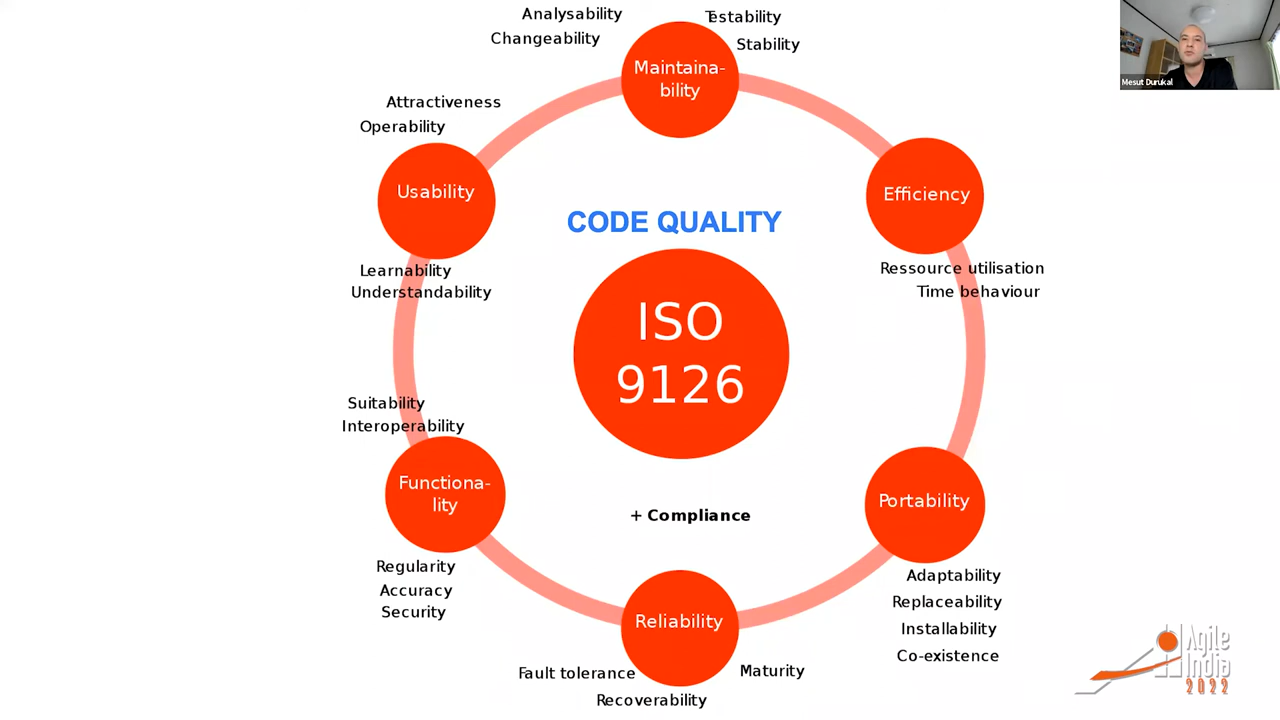 Analysability
Testability
Changeability
Stability
Maintaina-
bility
Mesut Durukal
Attractiveness
Operability
Usability
Efficiency
CODE QUALITY
Learnability
Understandability
Ressource utilisation
Time behaviour
ISO
9126
Suitability
Interoperability
Functiona-
lity
Portability
+ Compliance
Regularity
Accuracy
Security
Adaptability
Replaceability
Installability
Co-existence
Reliability
Fault tolerance
Maturity
Recoverability
Agile
India
2022